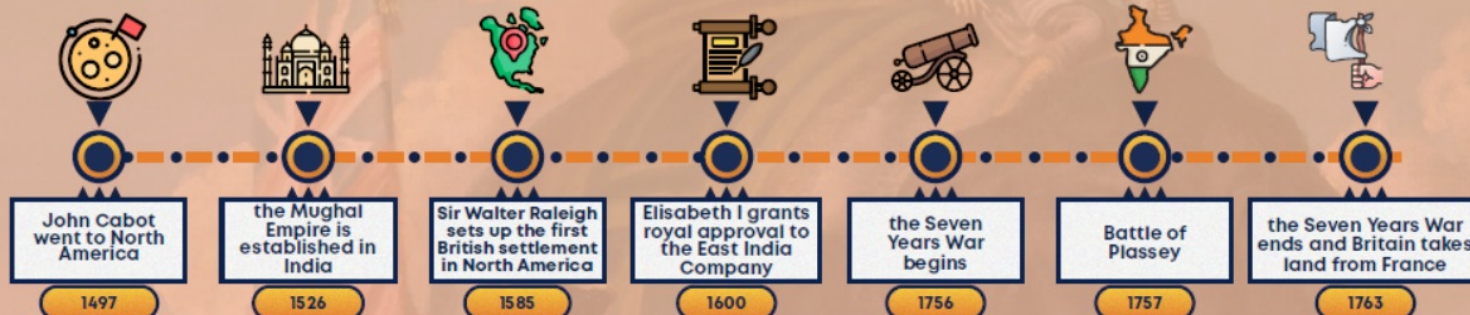 John Cabot
went to North
America
1497
the Mughal
Empire is
established in
India
1526
Sir Walter Raleigh
sets up the first
British settlement
in North America
1585
Elisabeth I grants
royal approval to
the East India
Company
1600
the Seven
Years War
begins
1756
Battle of
Plassey
1757
the Seven Years War
ends and Britain takes
land from France
1763